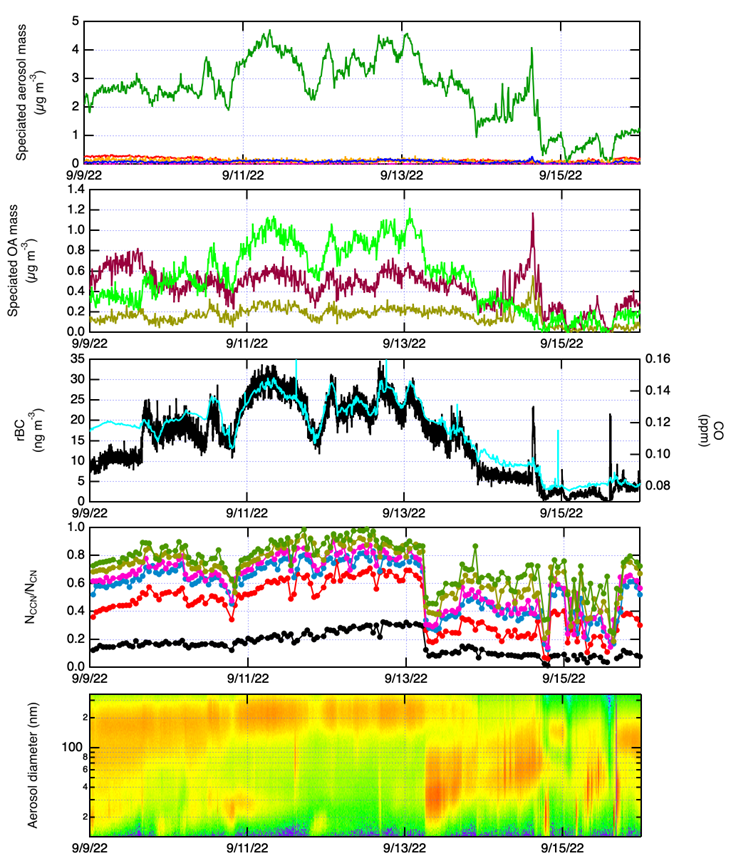 Speciated aerosol mass
(µg m⁻³)
5
4
3
2
1
0
9/9/22 9/11/22 9/13/22 9/15/22
Speciated OA mass
(µg m⁻³)
1.4
1.2
1.0
0.8
0.6
0.4
0.2
0.0
9/9/22 9/11/22 9/13/22 9/15/22
rBC
(ng m⁻³)
35
30
25
20
15
10
5
0
0.16
0.14
0.12
0.10
0.08
CO
(ppm)
9/9/22 9/11/22 9/13/22 9/15/22
N_CCN/N_CN
1.0
0.8
0.6
0.4
0.2
0.0
9/9/22 9/11/22 9/13/22 9/15/22
Aerosol diameter (nm)
2
100
8
6
4
2
9/9/22 9/11/22 9/13/22 9/15/22